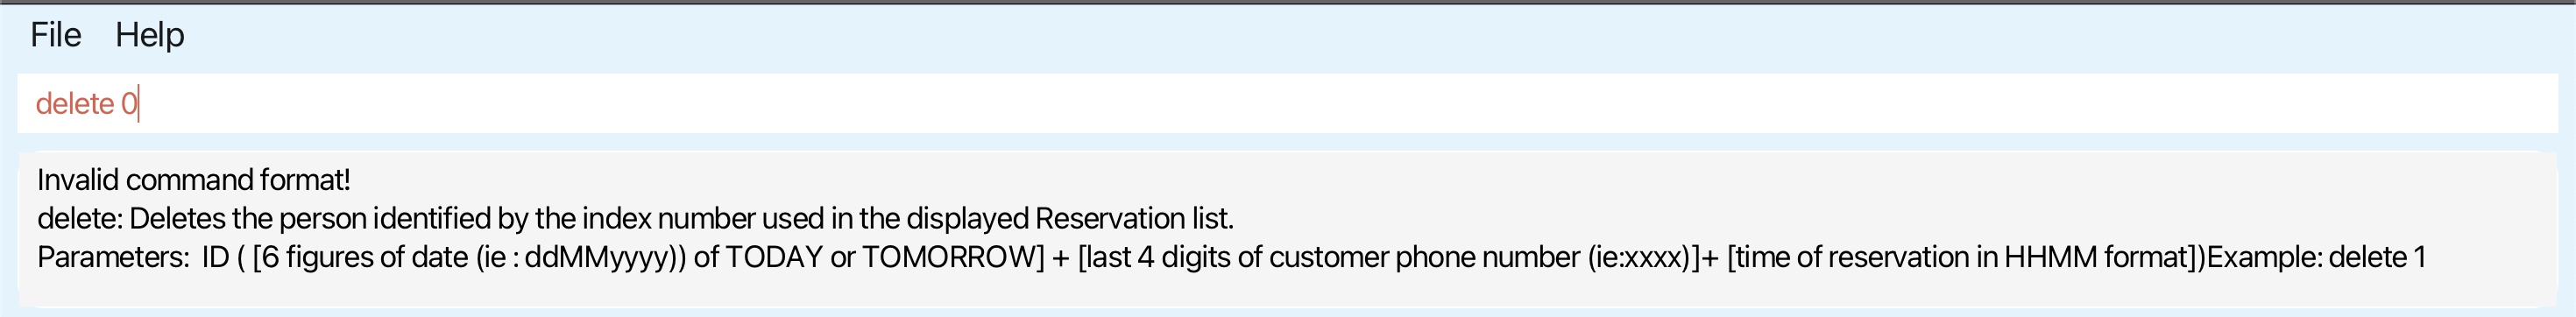 File Help
delete 0
Invalid command format!
delete: Deletes the person identified by the index number used in the displayed Reservation list.
Parameters:  ID ( [6 figures of date (ie : ddMMyyyy)) of TODAY or TOMORROW] + [last 4 digits of customer phone number (ie:xxxx)]+ [time of reservation in HHMM format])Example: delete 1